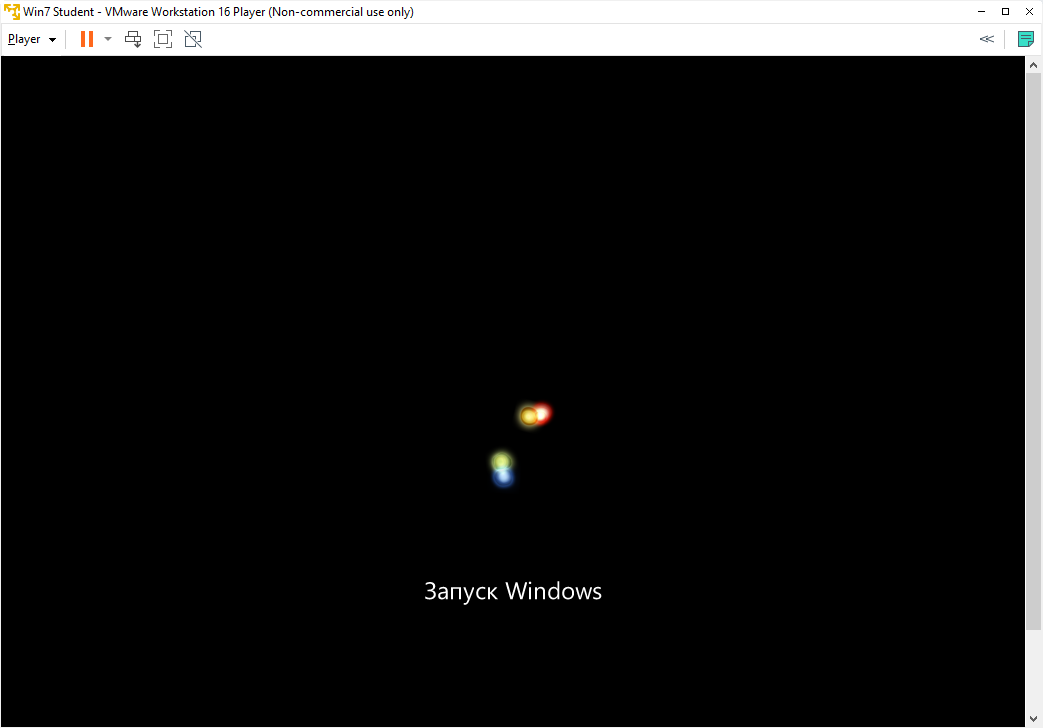 Win7 Student - VMware Workstation 16 Player (Non-commercial use only)
Player
Запуск Windows